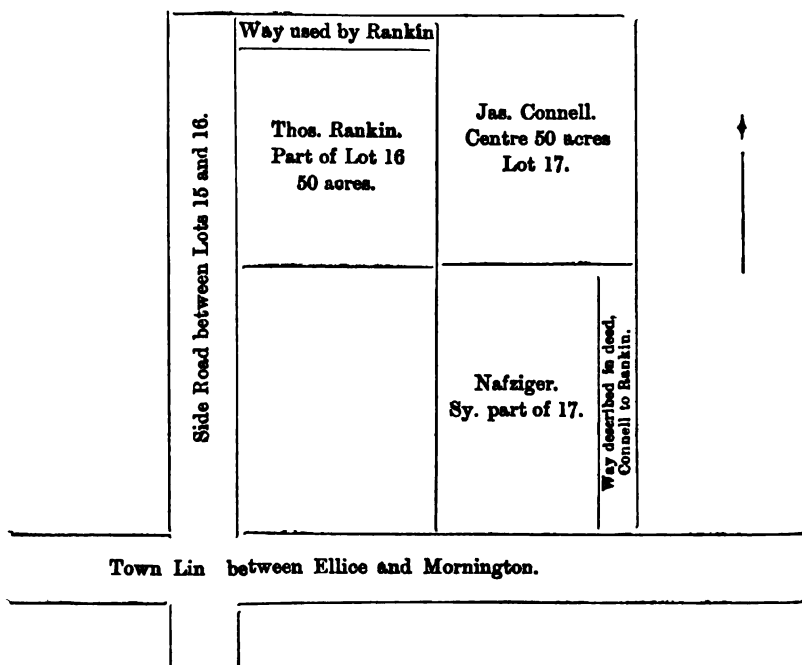 Way used by Rankin
Side Road between Lots 15 and 16.
Thos. Rankin.
Part of Lot 16
50 acres.
Jas. Connell.
Centre 50 acres
Lot 17.
Nafziger.
Sy. part of 17.
Way described in deed,
Connell to Rankin.
Town Lin between Ellice and Mornington.